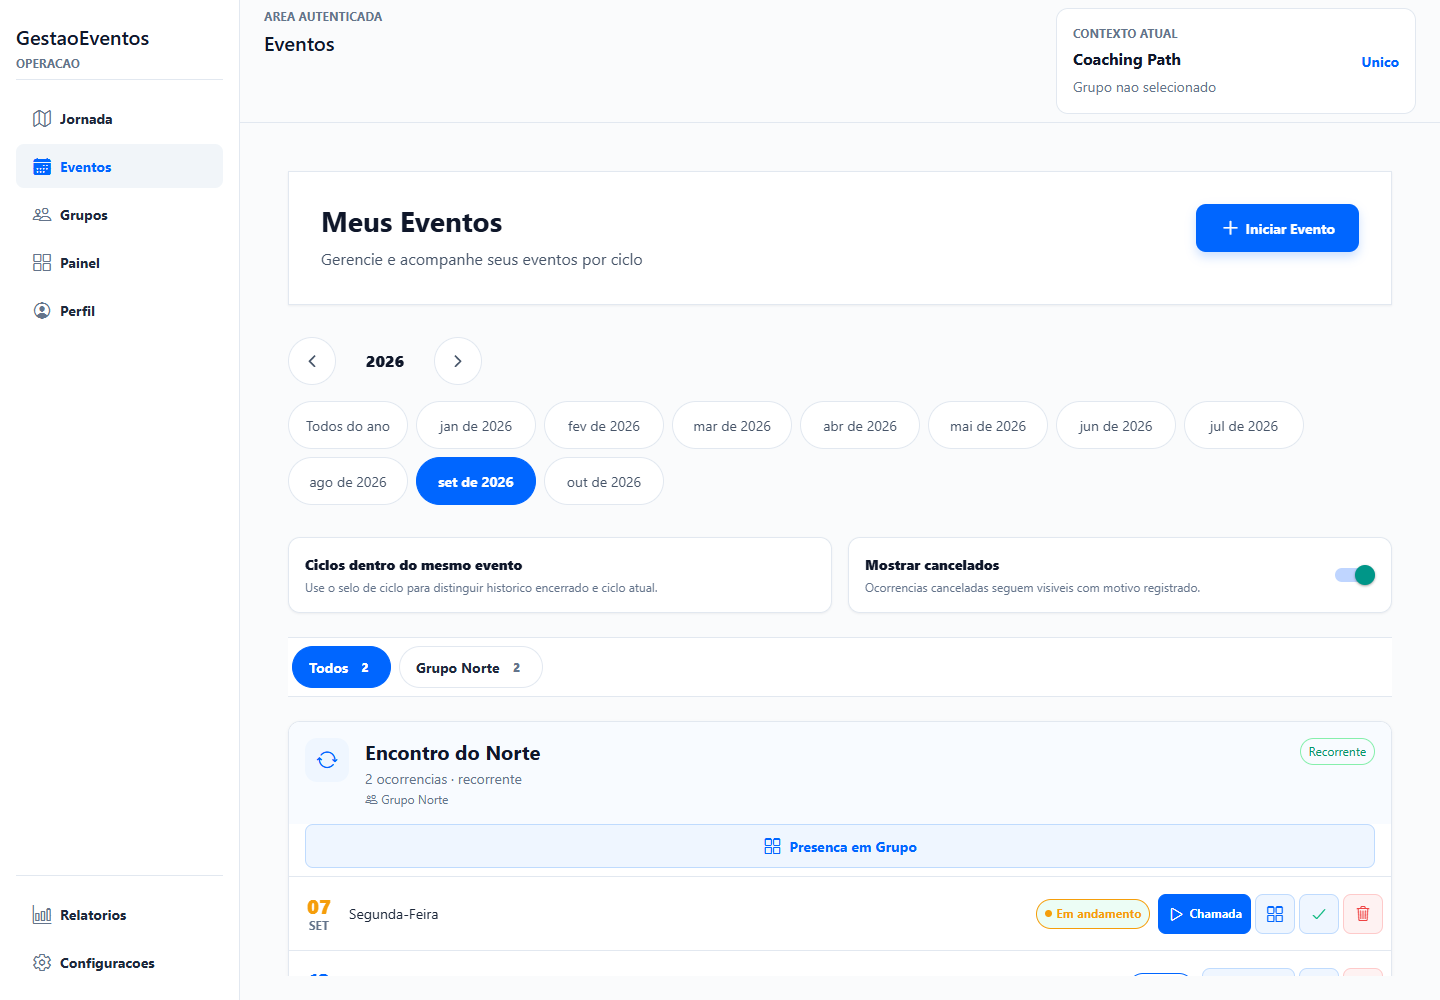 GestaoEventos
OPERACAO
Jornada
Eventos
Grupos
Painel
Perfil
Relatorios
Configuracoes
AREA AUTENTICADA
Eventos
CONTEXTO ATUAL
Coaching Path
Unico
Grupo nao selecionado
Meus Eventos
Gerencie e acompanhe seus eventos por ciclo
Iniciar Evento
2026
Todos do ano
jan de 2026
fev de 2026
mar de 2026
abr de 2026
mai de 2026
jun de 2026
jul de 2026
ago de 2026
set de 2026
out de 2026
Ciclos dentro do mesmo evento
Use o selo de ciclo para distinguir historico encerrado e ciclo atual.
Mostrar cancelados
Ocorrencias canceladas seguem visiveis com motivo registrado.
Todos 2
Grupo Norte 2
Encontro do Norte
2 ocorrencias · recorrente
Grupo Norte
Recorrente
Presenca em Grupo
07
SET
Segunda-Feira
Em andamento
Chamada